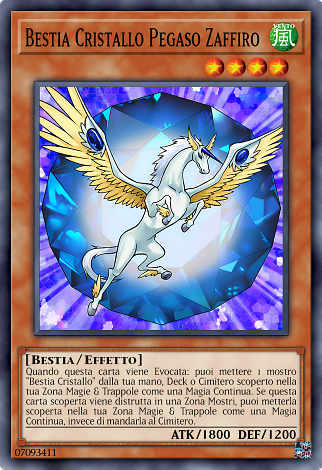 Bestia Cristallo Pegaso Zaffiro
VENTO
風
[Bestia/Effetto]
Quando questa carta viene Evocata: puoi mettere 1 mostro
"Bestia Cristallo" dalla tua mano, Deck o Cimitero scoperto nella
tua Zona Magie & Trappole come una Magia Continua. Se questa
carta scoperta viene distrutta in una Zona Mostri, puoi metterla
scoperta nella tua Zona Magie & Trappole come una Magia
Continua, invece di mandarla al Cimitero.
ATK/1800 DEF/1200
07093411